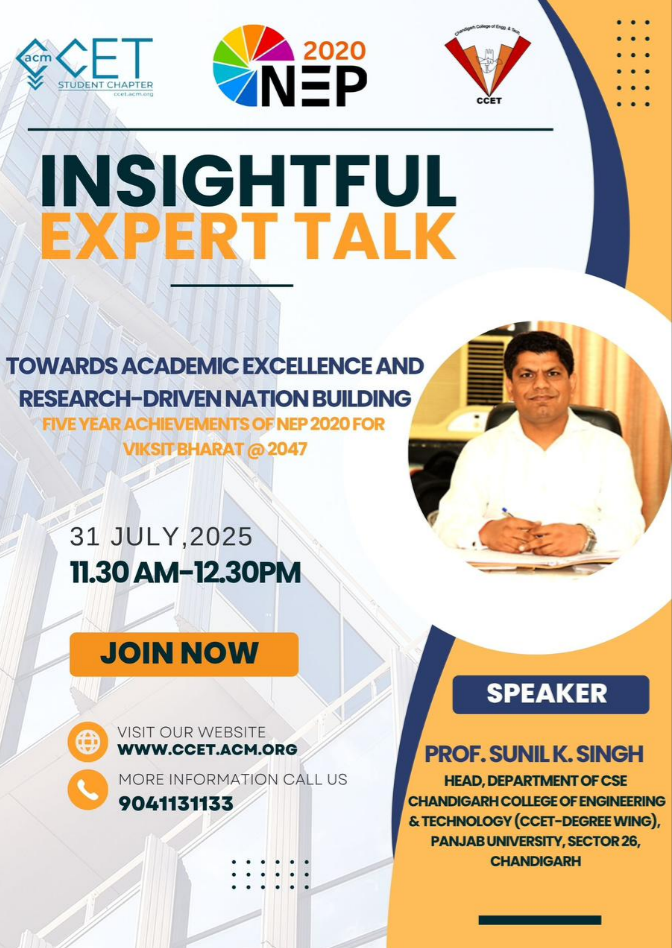 acm CCET
STUDENT CHAPTER
ccet.acm.org
2020
NEP
Chandigarh College of Engg. & Tech.
CCET
INSIGHTFUL
EXPERT TALK
TOWARDS ACADEMIC EXCELLENCE AND
RESEARCH-DRIVEN NATION BUILDING
FIVE YEAR ACHIEVEMENTS OF NEP 2020 FOR
VIKSIT BHARAT @ 2047
31 JULY,2025
11.30 AM-12.30PM
JOIN NOW
VISIT OUR WEBSITE
WWW.CCET.ACM.ORG
MORE INFORMATION CALL US
9041131133
SPEAKER
PROF. SUNIL K. SINGH
HEAD, DEPARTMENT OF CSE
CHANDIGARH COLLEGE OF ENGINEERING
& TECHNOLOGY (CCET-DEGREE WING),
PANJAB UNIVERSITY, SECTOR 26,
CHANDIGARH